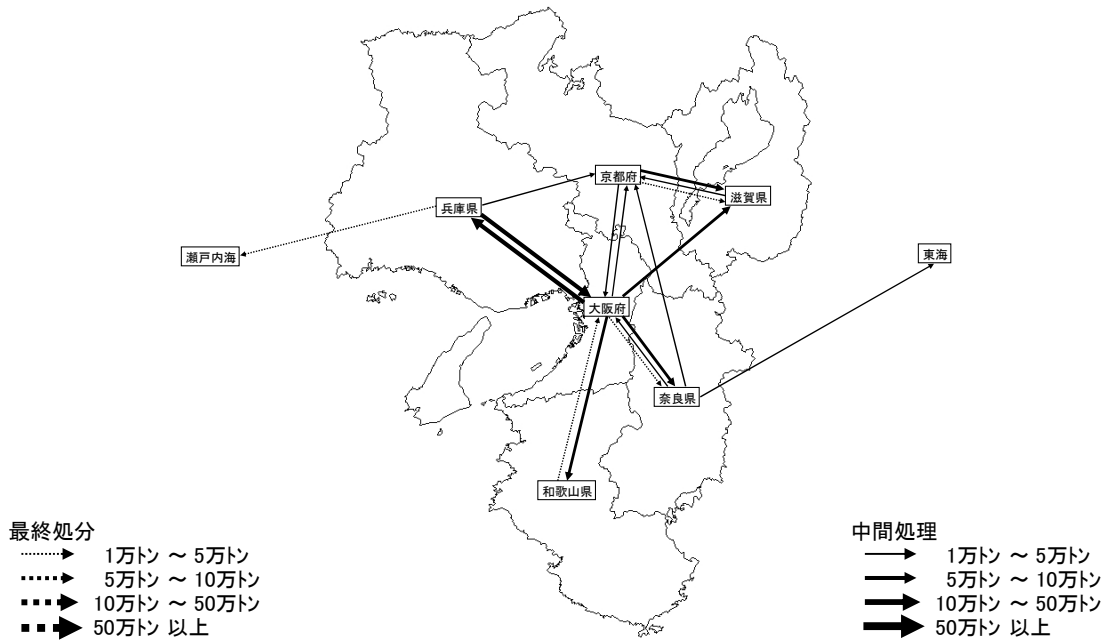 京都府
滋賀県
兵庫県
瀬戸内海
東海
大阪府
奈良県
和歌山県
最終処分
1万トン ～ 5万トン
5万トン ～ 10万トン
10万トン ～ 50万トン
50万トン 以上
中間処理
1万トン ～ 5万トン
5万トン ～ 10万トン
10万トン ～ 50万トン
50万トン 以上